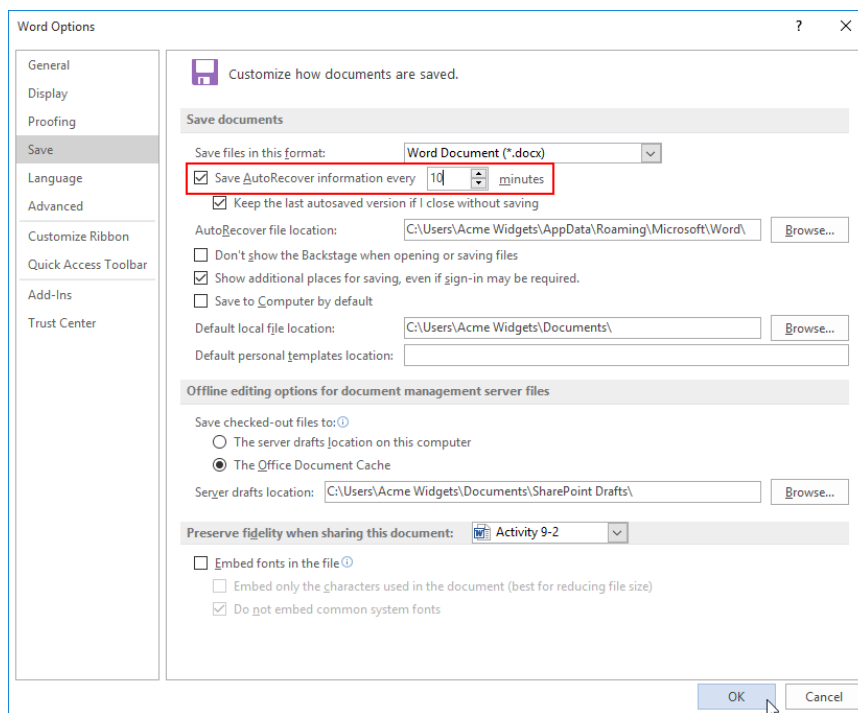 Word Options
?
General
Display
Proofing
Save
Language
Advanced
Customize Ribbon
Quick Access Toolbar
Add-Ins
Trust Center
Customize how documents are saved.
Save documents
Save files in this format: Word Document (*.docx)
Save AutoRecover information every 10 minutes
Keep the last autosaved version if I close without saving
AutoRecover file location: C:\Users\Acme Widgets\AppData\Roaming\Microsoft\Word\ Browse...
Don't show the Backstage when opening or saving files
Show additional places for saving, even if sign-in may be required.
Save to Computer by default
Default local file location: C:\Users\Acme Widgets\Documents\ Browse...
Default personal templates location:
Offline editing options for document management server files
Save checked-out files to:
The server drafts location on this computer
The Office Document Cache
Server drafts location: C:\Users\Acme Widgets\Documents\SharePoint Drafts\ Browse...
Preserve fidelity when sharing this document: Activity 9-2
Embed fonts in the file
Embed only the characters used in the document (best for reducing file size)
Do not embed common system fonts
OK Cancel